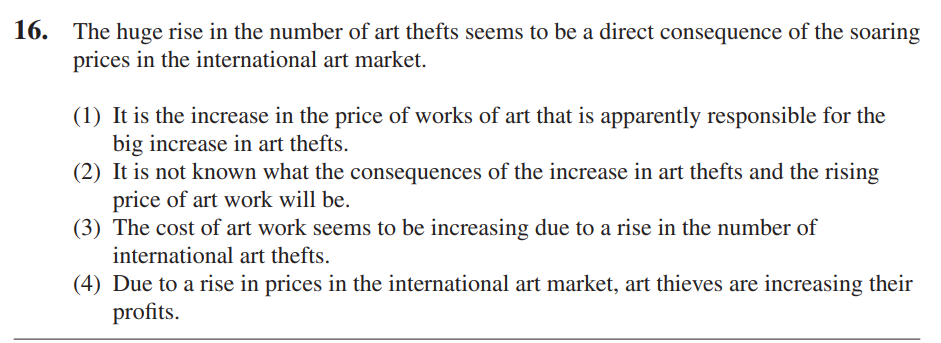 16. The huge rise in the number of art thefts seems to be a direct consequence of the soaring
prices in the international art market.
(1) It is the increase in the price of works of art that is apparently responsible for the
big increase in art thefts.
(2) It is not known what the consequences of the increase in art thefts and the rising
price of art work will be.
(3) The cost of art work seems to be increasing due to a rise in the number of
international art thefts.
(4) Due to a rise in prices in the international art market, art thieves are increasing their
profits.